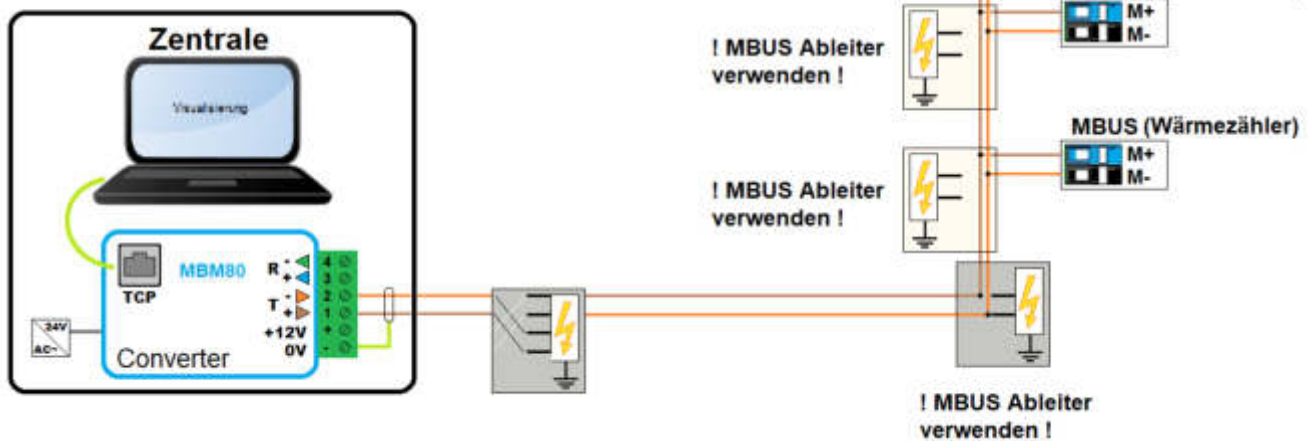 Zentrale
Visualisierung
TCP
MBM80
R - 4
+ 3
T - 2
+ 1
+12V +
0V -
24V
AC~
Converter
! MBUS Ableiter
verwenden !
M+
M-
! MBUS Ableiter
verwenden !
MBUS (Wärmezähler)
M+
M-
! MBUS Ableiter
verwenden !